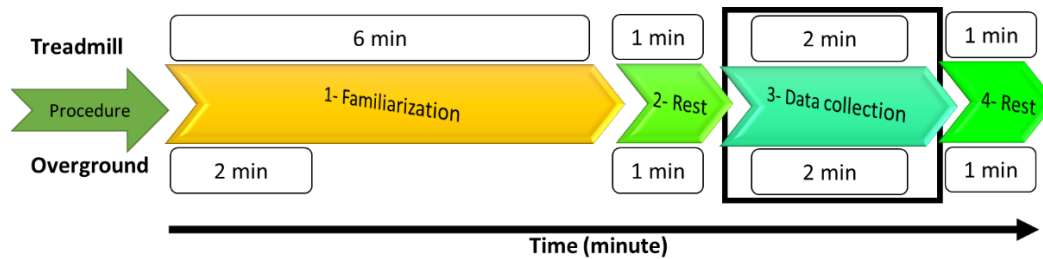 6 min
1 min
2 min
1 min
Treadmill
Procedure
1- Familiarization
2- Rest
3- Data collection
4- Rest
Overground
2 min
1 min
2 min
1 min
Time (minute)